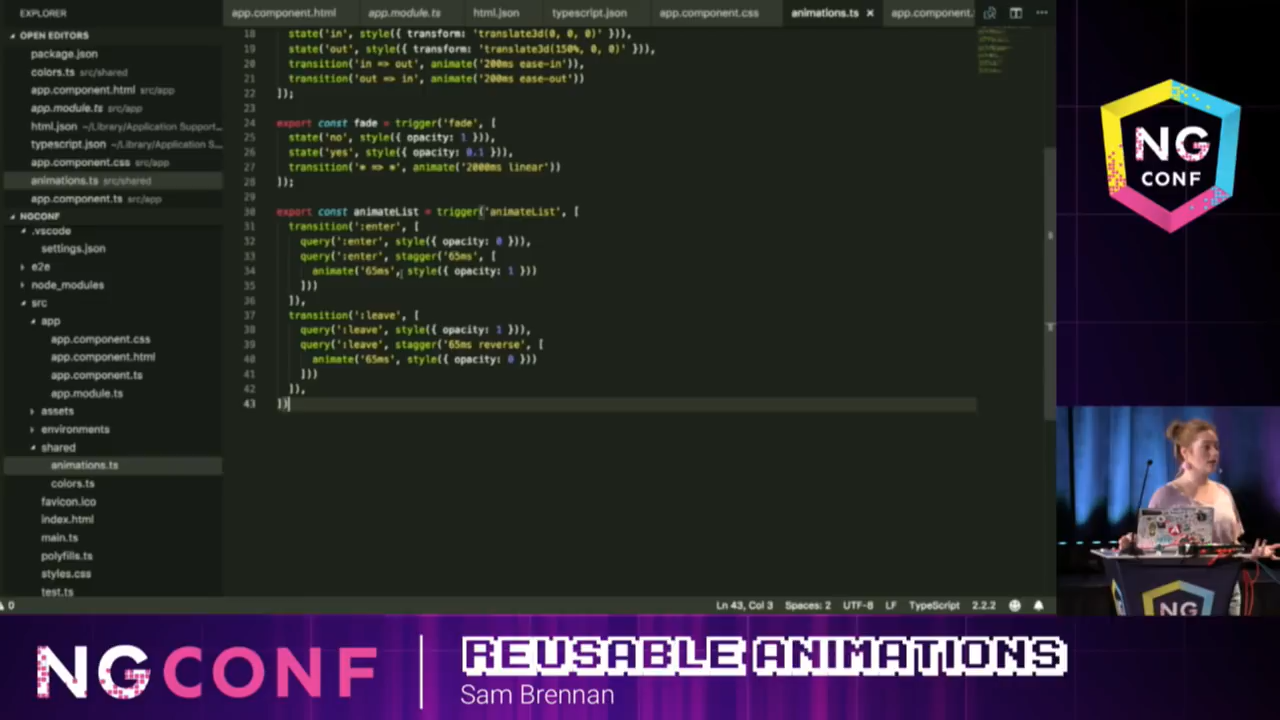 EXPLORER
OPEN EDITORS
package.json
colors.ts src/shared
app.component.html src/app
app.module.ts src/app
html.json ~/Library/Application Support...
typescript.json ~/Library/Application S...
app.component.css src/app
animations.ts src/shared
app.component.ts src/app
NGCONF
.vscode
settings.json
e2e
node_modules
src
app
app.component.css
app.component.html
app.component.ts
app.module.ts
assets
environments
shared
animations.ts
colors.ts
favicon.ico
index.html
main.ts
polyfills.ts
styles.css
test.ts
0
app.component.html app.module.ts html.json typescript.json app.component.css animations.ts × app.component.
18 state('in', style({ transform: 'translate3d(0, 0, 0)' })),
19 state('out', style({ transform: 'translate3d(150%, 0, 0)' })),
20 transition('in => out', animate('200ms ease-in')),
21 transition('out => in', animate('200ms ease-out'))
22 ]);
23
24 export const fade = trigger('fade', [
25 state('no', style({ opacity: 1 })),
26 state('yes', style({ opacity: 0.1 })),
27 transition('* => *', animate('2000ms linear'))
28 ]);
29
30 export const animateList = trigger('animateList', [
31 transition(':enter', [
32 query(':enter', style({ opacity: 0 })),
33 query(':enter', stagger('65ms', [
34 animate('65ms', style({ opacity: 1 }))
35 ]))
36 ]),
37 transition(':leave', [
38 query(':leave', style({ opacity: 1 })),
39 query(':leave', stagger('65ms reverse', [
40 animate('65ms', style({ opacity: 0 }))
41 ]))
42 ]),
43 ])
Ln 43, Col 3 Spaces: 2 UTF-8 LF TypeScript 2.2.2
NG
CONF
NG
NGCONF
REUSABLE ANIMATIONS
Sam Brennan